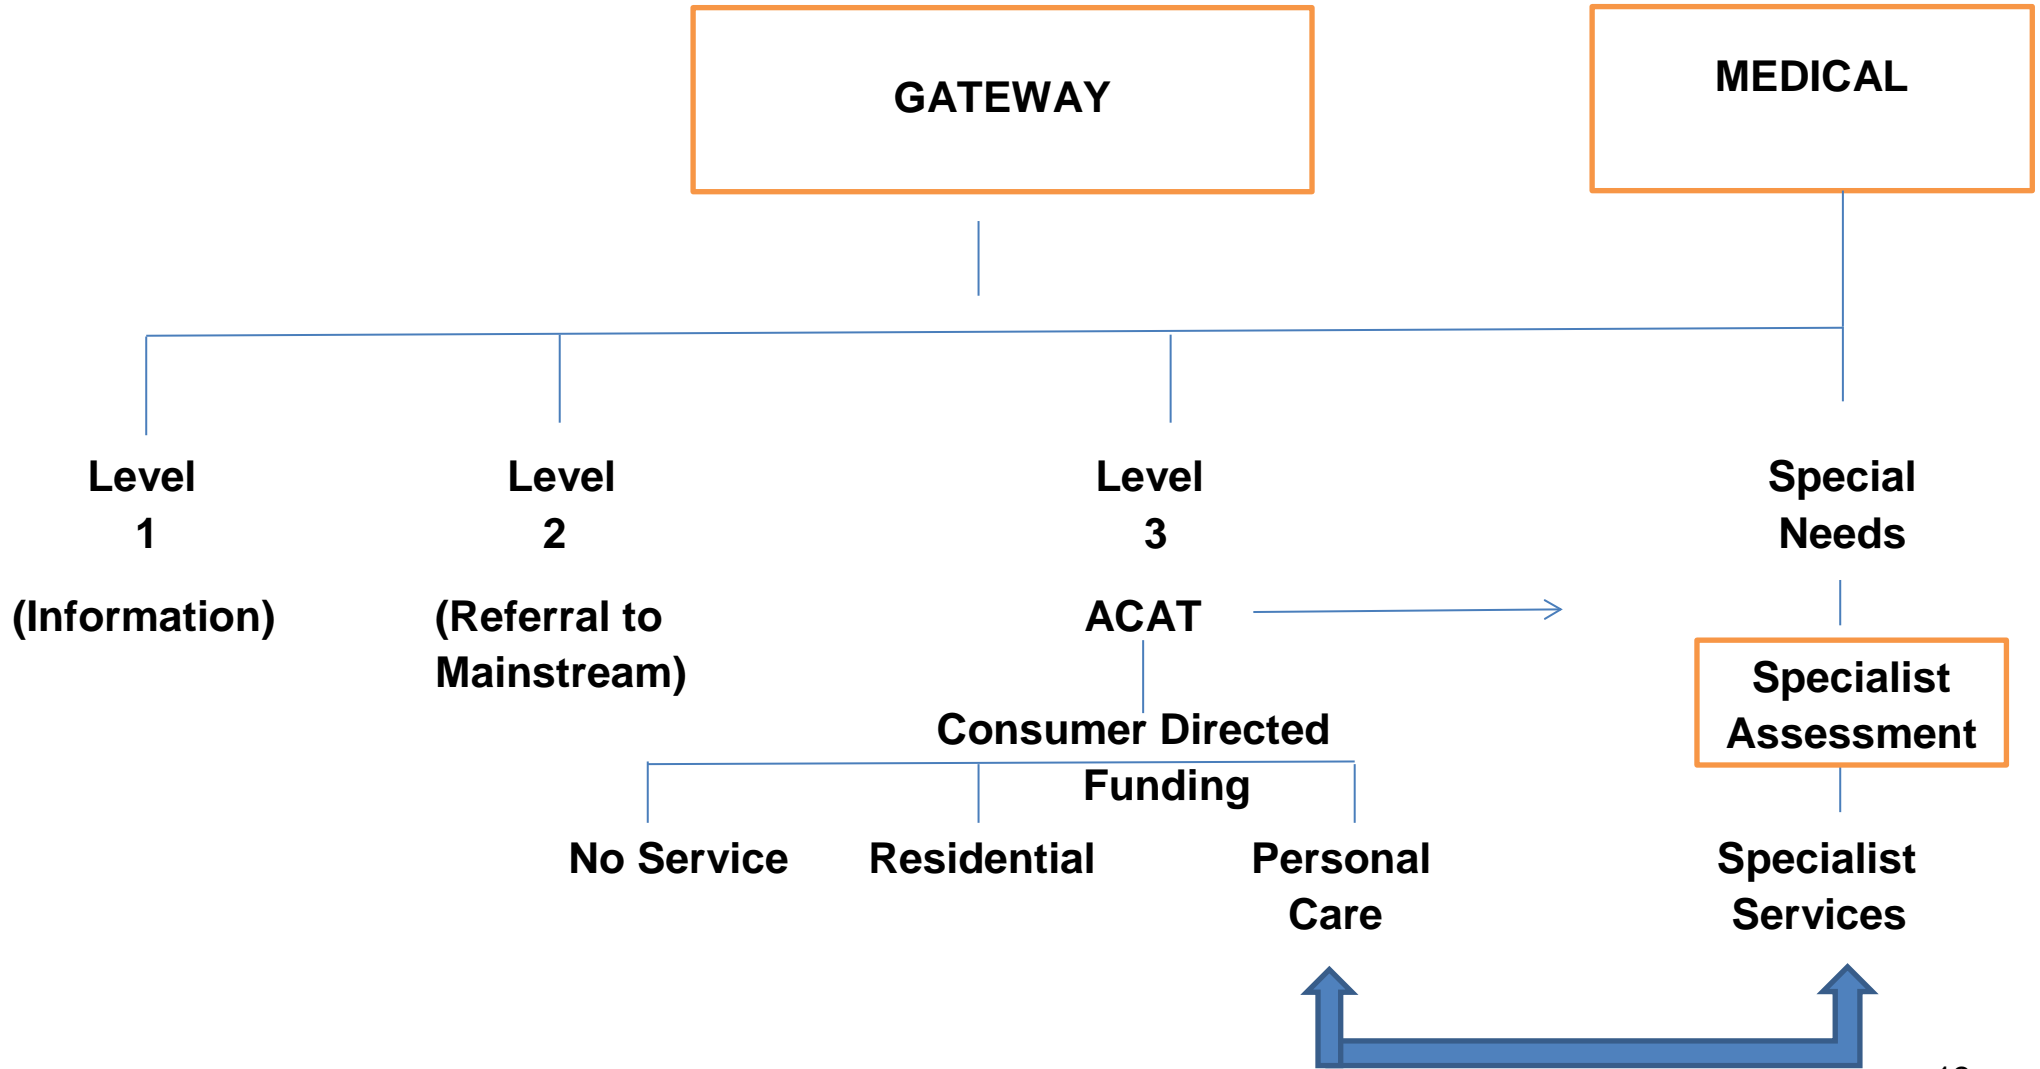 GATEWAY
MEDICAL
Level
1
(Information)
Level
2
(Referral to
Mainstream)
Level
3
ACAT
Consumer Directed
Funding
No Service
Residential
Personal
Care
Special
Needs
Specialist
Assessment
Specialist
Services